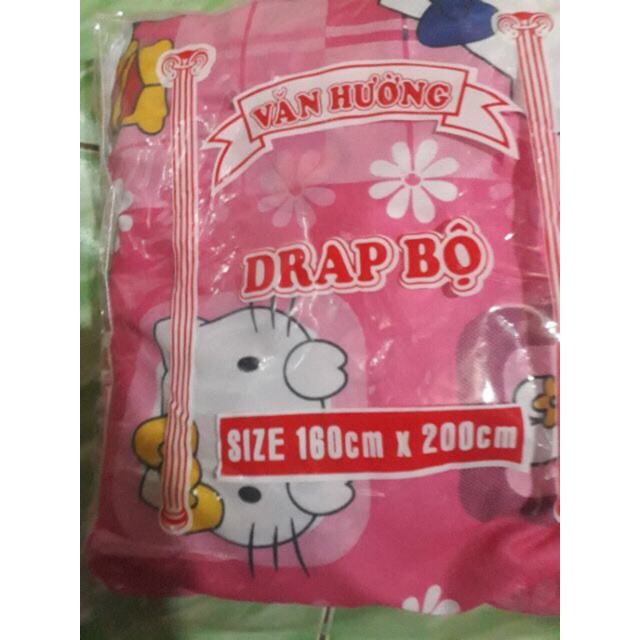 VĂN HƯỜNG
DRAP BỘ
SIZE 160cm x 200cm